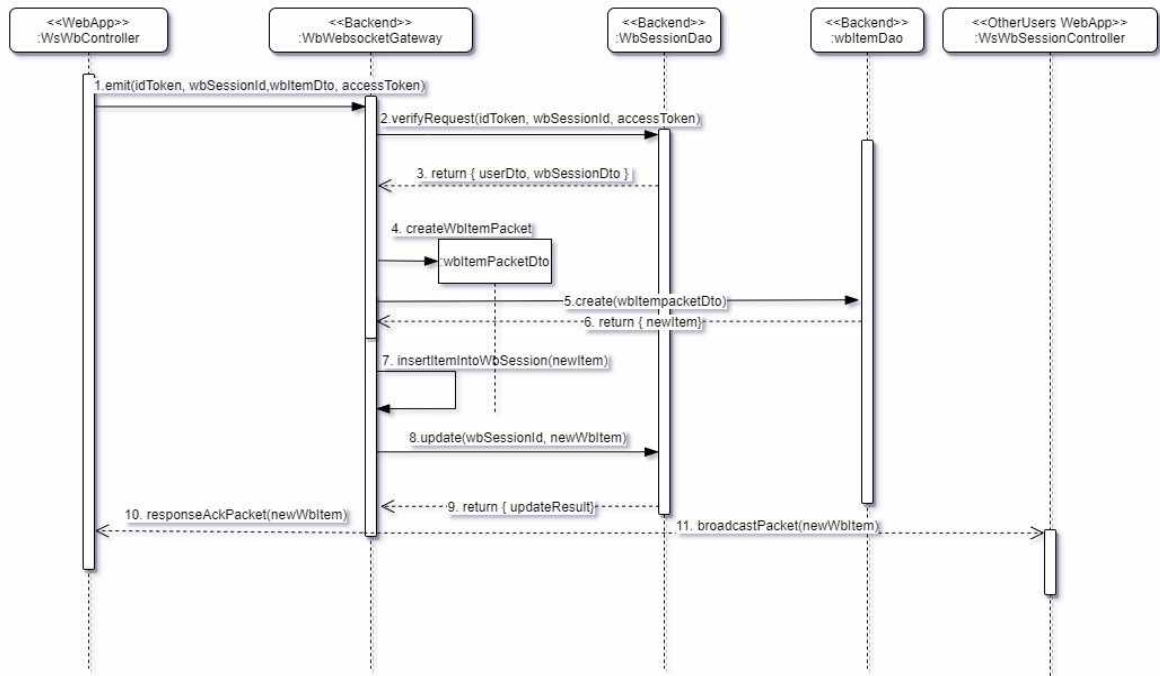 <<WebApp>>
:WsWbController
<<Backend>>
:WbWebsocketGateway
<<Backend>>
:WbSessionDao
<<Backend>>
:wbItemDao
<<OtherUsers WebApp>>
:WsWbSessionController
1.emit(idToken, wbSessionId,wbItemDto, accessToken)
2.verifyRequest(idToken, wbSessionId, accessToken)
3. return { userDto, wbSessionDto }
4. createWbItemPacket
:wbItemPacketDto
5.create(wbItempacketDto)
6. return { newItem}
7. insertItemIntoWbSession(newItem)
8.update(wbSessionId, newWbItem)
9. return { updateResult}
10. responseAckPacket(newWbItem)
11. broadcastPacket(newWbItem)